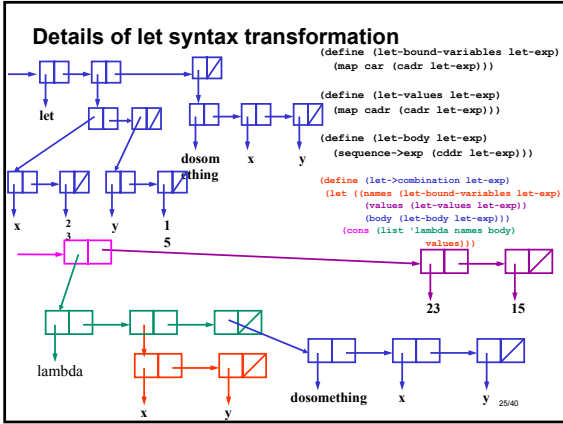 Details of let syntax transformation
(define (let-bound-variables let-exp)
(map car (cadr let-exp)))
(define (let-values let-exp)
(map cadr (cadr let-exp)))
(define (let-body let-exp)
(sequence->exp (cddr let-exp)))
(define (let->combination let-exp)
(let ((names (let-bound-variables let-exp)
(values (let-values let-exp))
(body (let-body let-exp)))
(cons (list 'lambda names body)
values)))
let
dosom
ething
x
y
x
2
3
y
1
5
23
15
lambda
x
y
dosomething
x
y
25/40